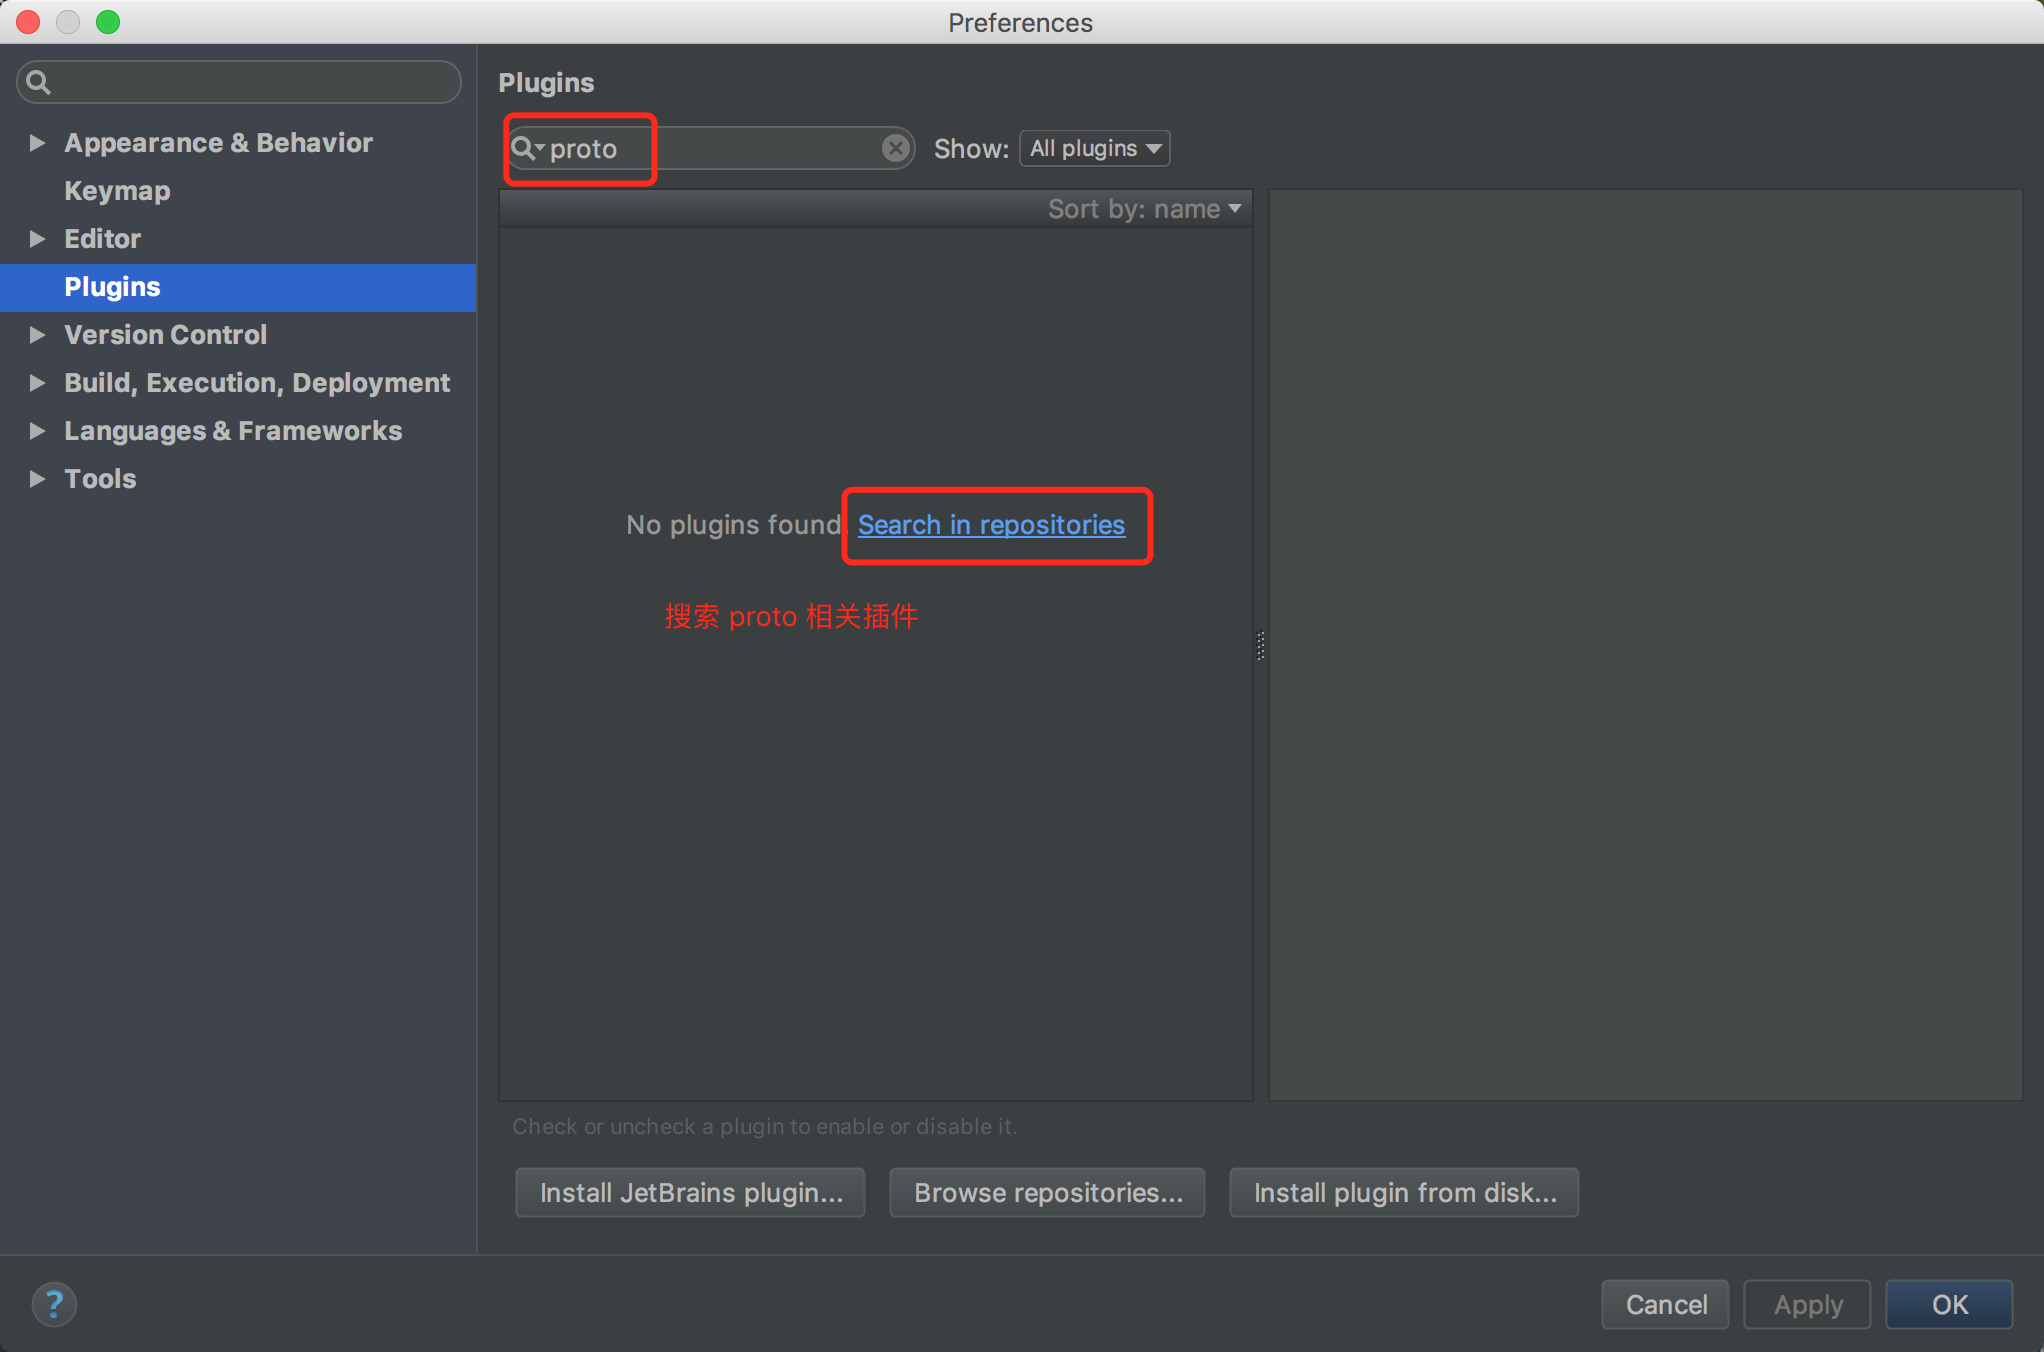 Preferences
Appearance & Behavior
Keymap
Editor
Plugins
Version Control
Build, Execution, Deployment
Languages & Frameworks
Tools
Plugins
proto
Show: All plugins
Sort by: name
No plugins found. Search in repositories
搜索 proto 相关插件
Check or uncheck a plugin to enable or disable it.
Install JetBrains plugin...
Browse repositories...
Install plugin from disk...
?
Cancel
Apply
OK